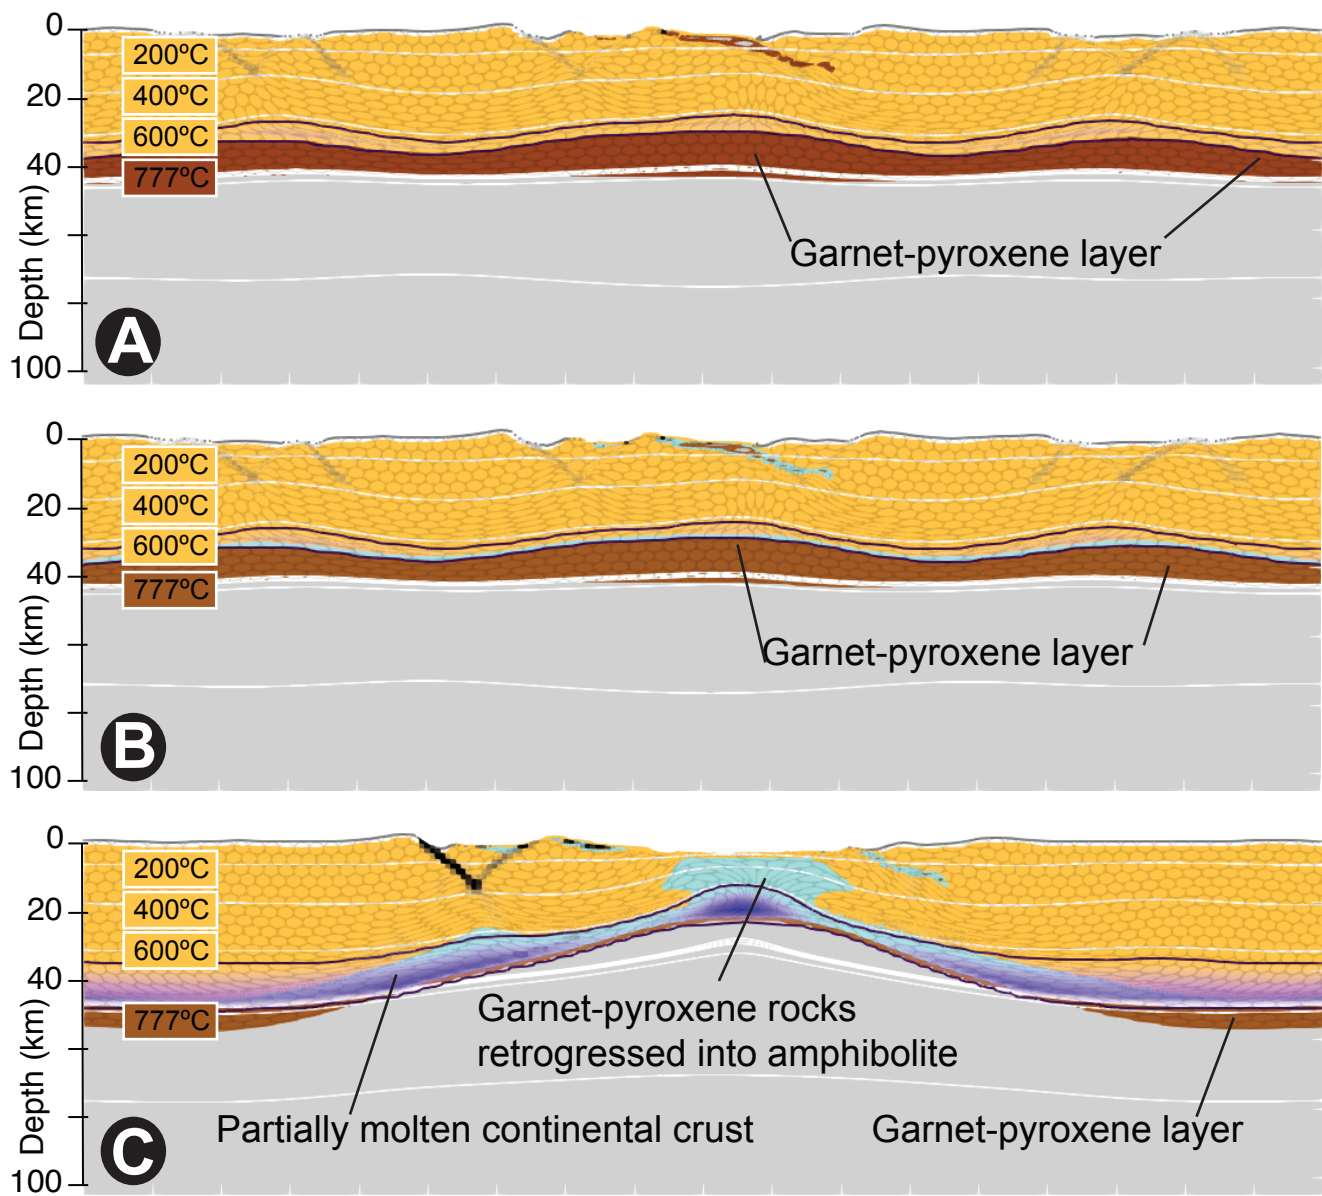 0
20
40
Depth (km)
100
200ºC
400ºC
600ºC
777ºC
Garnet-pyroxene layer
A
0
20
40
Depth (km)
100
200ºC
400ºC
600ºC
777ºC
Garnet-pyroxene layer
B
0
20
40
Depth (km)
100
200ºC
400ºC
600ºC
777ºC
Garnet-pyroxene rocks
retrogressed into amphibolite
Partially molten continental crust
Garnet-pyroxene layer
C